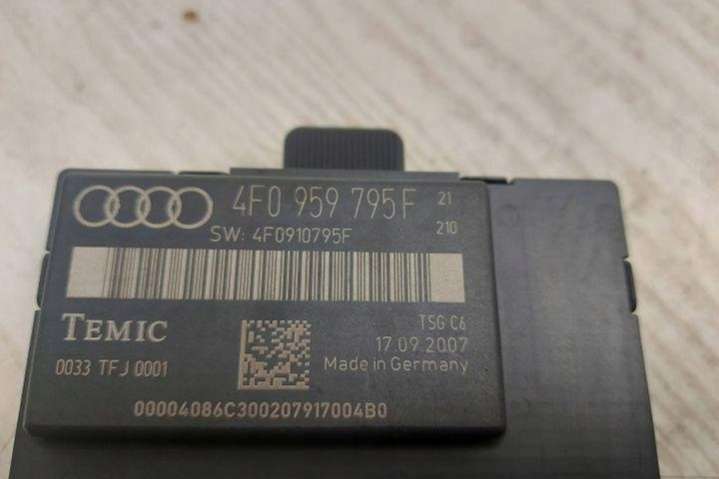 4F0 959 795F 21
SW: 4F0910795F 210
TEMIC TSG C6
17.09.2007
0033 TFJ 0001 Made in Germany
00004086C300207917004B0